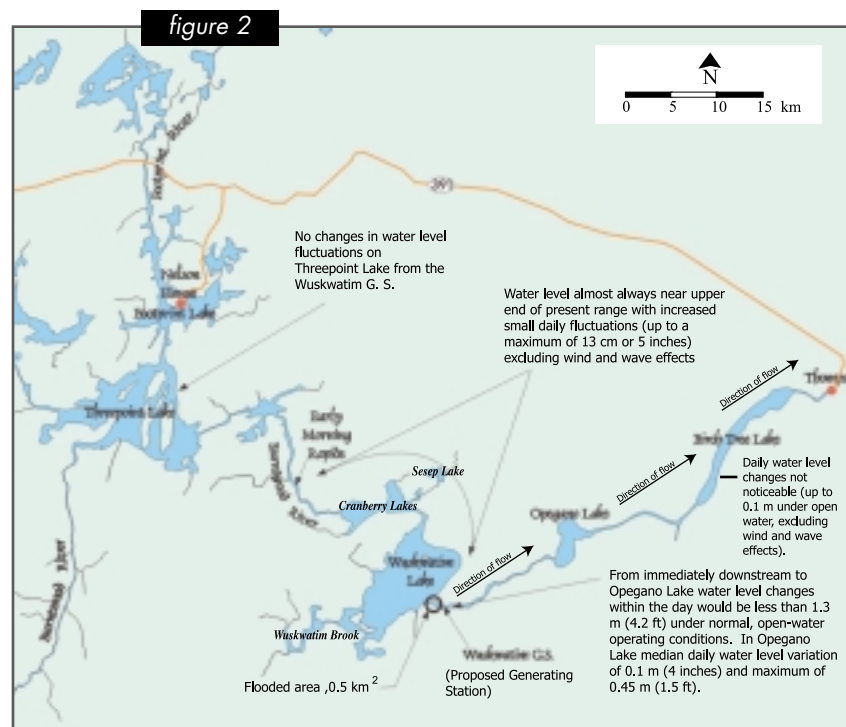 figure 2
N
0 5 10 15 km
River
391
No changes in water level
fluctuations on
Threepoint Lake from the
Wuskwatim G. S.
Nelson
House
Footprint Lake
Water level almost always near upper
end of present range with increased
small daily fluctuations (up to a
maximum of 13 cm or 5 inches)
excluding wind and wave effects
Direction of flow
Threepoint Lake
Early
Morning
Rapids
Birch Tree Lake
Sesep Lake
Direction of flow
Daily water level
changes not
noticeable (up to
0.1 m under open
water, excluding
wind and wave
effects).
Cranberry Lakes
River
Opegano Lake
Wuskwatim
Lake
Direction of flow
River
From immediately downstream to
Opegano Lake water level changes
within the day would be less than 1.3
m (4.2 ft) under normal, open-water
operating conditions. In Opegano
Lake median daily water level variation
of 0.1 m (4 inches) and maximum of
0.45 m (1.5 ft).
Wuskwatim Brook
Wuskwatim G.S.
(Proposed Generating
Station)
Flooded area ,0.5 km 2